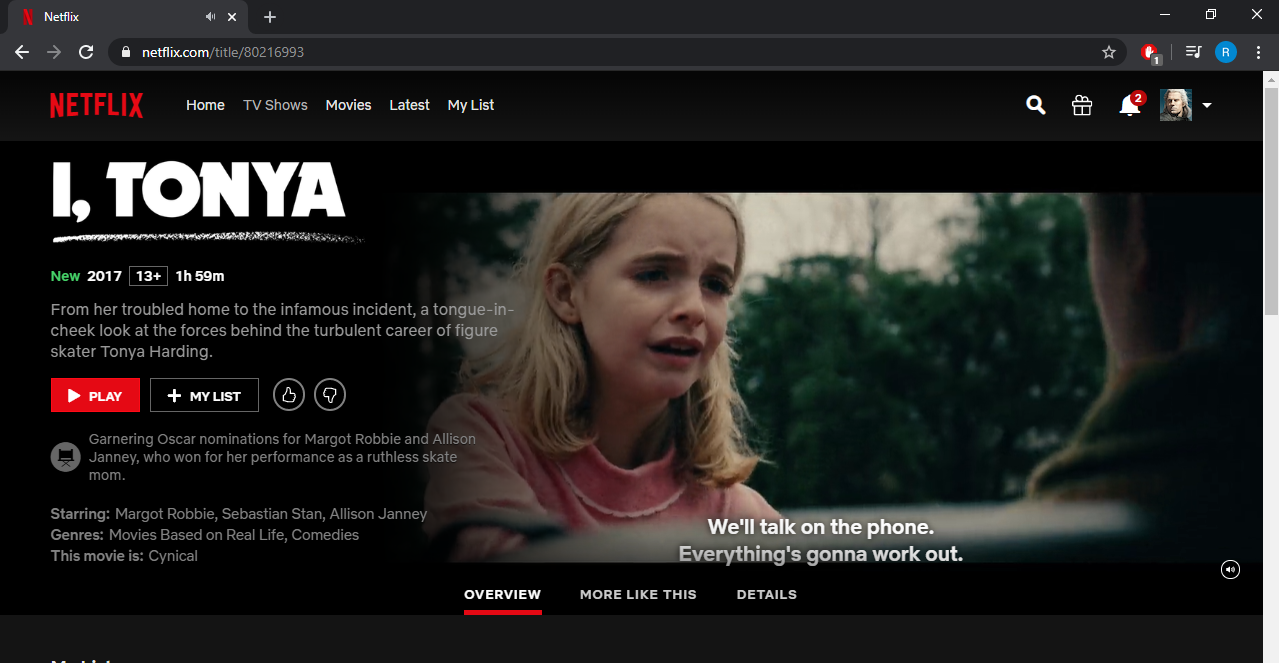 Netflix
netflix.com/title/80216993
1
R
NETFLIX
Home TV Shows Movies Latest My List
2
I, TONYA
New 2017 13+ 1h 59m
From her troubled home to the infamous incident, a tongue-in-
cheek look at the forces behind the turbulent career of figure
skater Tonya Harding.
PLAY
MY LIST
Garnering Oscar nominations for Margot Robbie and Allison
Janney, who won for her performance as a ruthless skate
mom.
Starring: Margot Robbie, Sebastian Stan, Allison Janney
Genres: Movies Based on Real Life, Comedies
This movie is: Cynical
We'll talk on the phone.
Everything's gonna work out.
OVERVIEW MORE LIKE THIS DETAILS